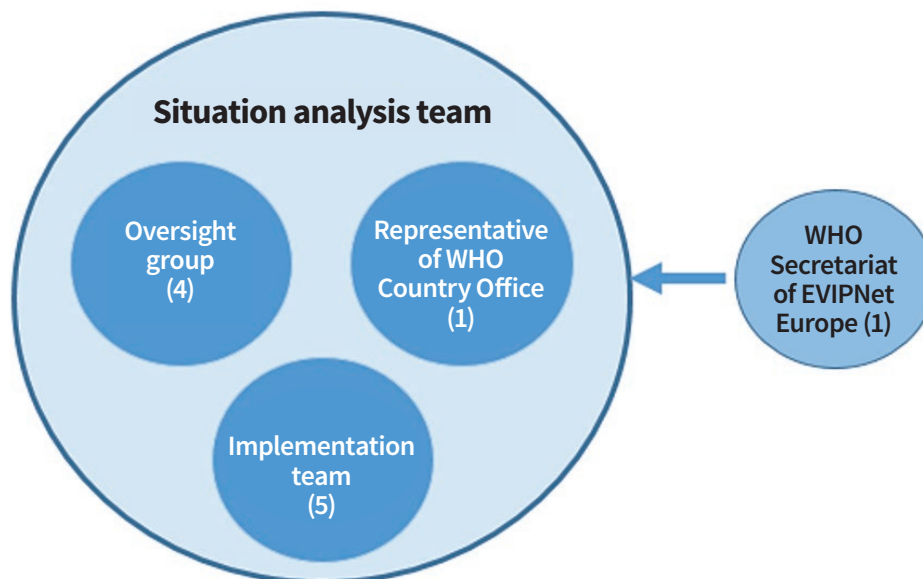 Situation analysis team
Oversight
group
(4)
Representative
of WHO
Country Office
(1)
Implementation
team
(5)
WHO
Secretariat
of EVIPNet
Europe (1)